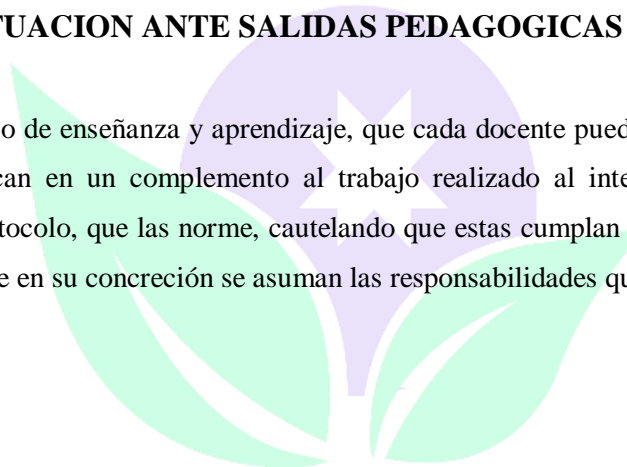 TUACION ANTE SALIDAS PEDAGOGICAS
o de enseñanza y aprendizaje, que cada docente pued
can en un complemento al trabajo realizado al inte
tocolo, que las norme, cautelando que estas cumplan
e en su concreción se asuman las responsabilidades qu